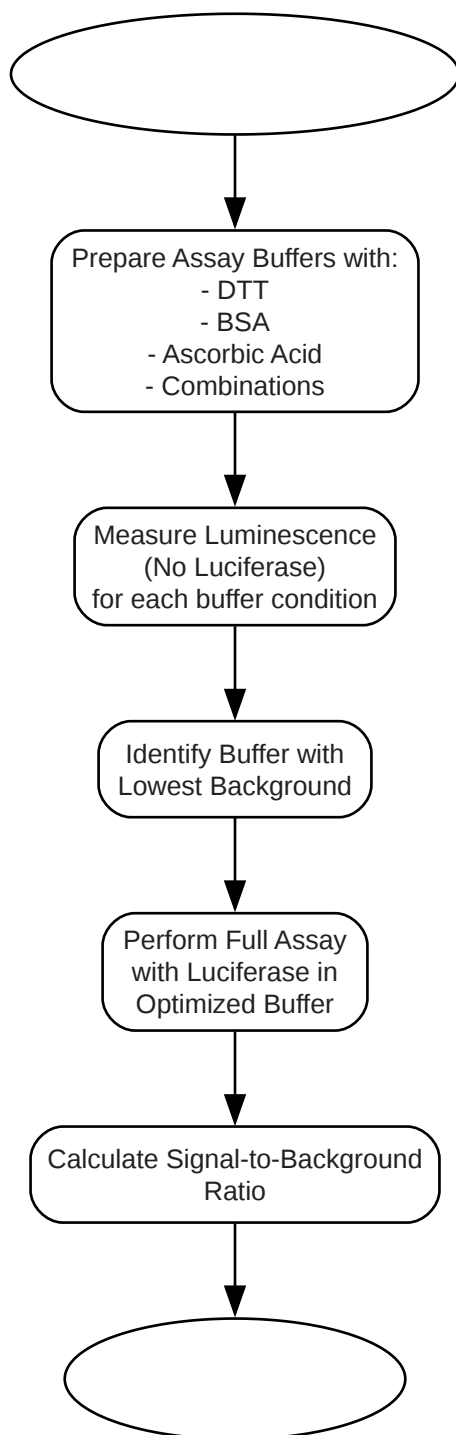 Prepare Assay Buffers with:
- DTT
- BSA
- Ascorbic Acid
- Combinations
Measure Luminescence
(No Luciferase)
for each buffer condition
Identify Buffer with
Lowest Background
Perform Full Assay
with Luciferase in
Optimized Buffer
Calculate Signal-to-Background
Ratio